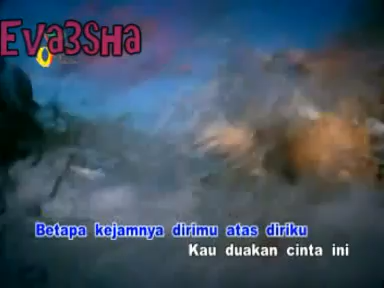 Eva3sha
Betapa kejamnya dirimu atas diriku
Kau duakan cinta ini